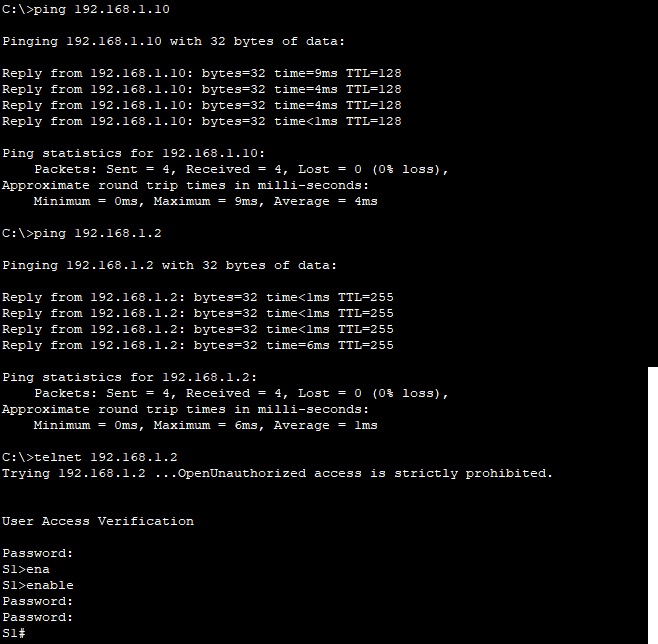 C:\>ping 192.168.1.10
Pinging 192.168.1.10 with 32 bytes of data:
Reply from 192.168.1.10: bytes=32 time=9ms TTL=128
Reply from 192.168.1.10: bytes=32 time=4ms TTL=128
Reply from 192.168.1.10: bytes=32 time=4ms TTL=128
Reply from 192.168.1.10: bytes=32 time<1ms TTL=128
Ping statistics for 192.168.1.10:
Packets: Sent = 4, Received = 4, Lost = 0 (0% loss),
Approximate round trip times in milli-seconds:
Minimum = 0ms, Maximum = 9ms, Average = 4ms
C:\>ping 192.168.1.2
Pinging 192.168.1.2 with 32 bytes of data:
Reply from 192.168.1.2: bytes=32 time<1ms TTL=255
Reply from 192.168.1.2: bytes=32 time<1ms TTL=255
Reply from 192.168.1.2: bytes=32 time<1ms TTL=255
Reply from 192.168.1.2: bytes=32 time=6ms TTL=255
Ping statistics for 192.168.1.2:
Packets: Sent = 4, Received = 4, Lost = 0 (0% loss),
Approximate round trip times in milli-seconds:
Minimum = 0ms, Maximum = 6ms, Average = 1ms
C:\>telnet 192.168.1.2
Trying 192.168.1.2 ...OpenUnauthorized access is strictly prohibited.
User Access Verification
Password:
S1>ena
S1>enable
Password:
Password:
S1#